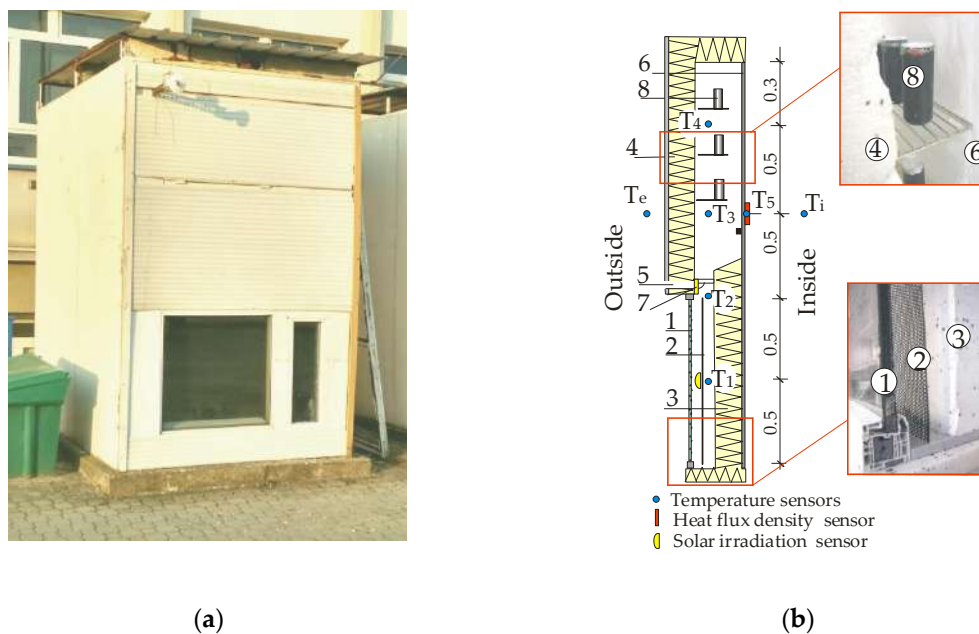 6
8
T4
4
Te
T3
T5
Ti
Outside
Inside
5
7
T2
1
2
T1
3
0.3
0.5
0.5
0.5
0.5
8
4
6
1
2
3
Temperature sensors
Heat flux density sensor
Solar irradiation sensor
(a)
(b)